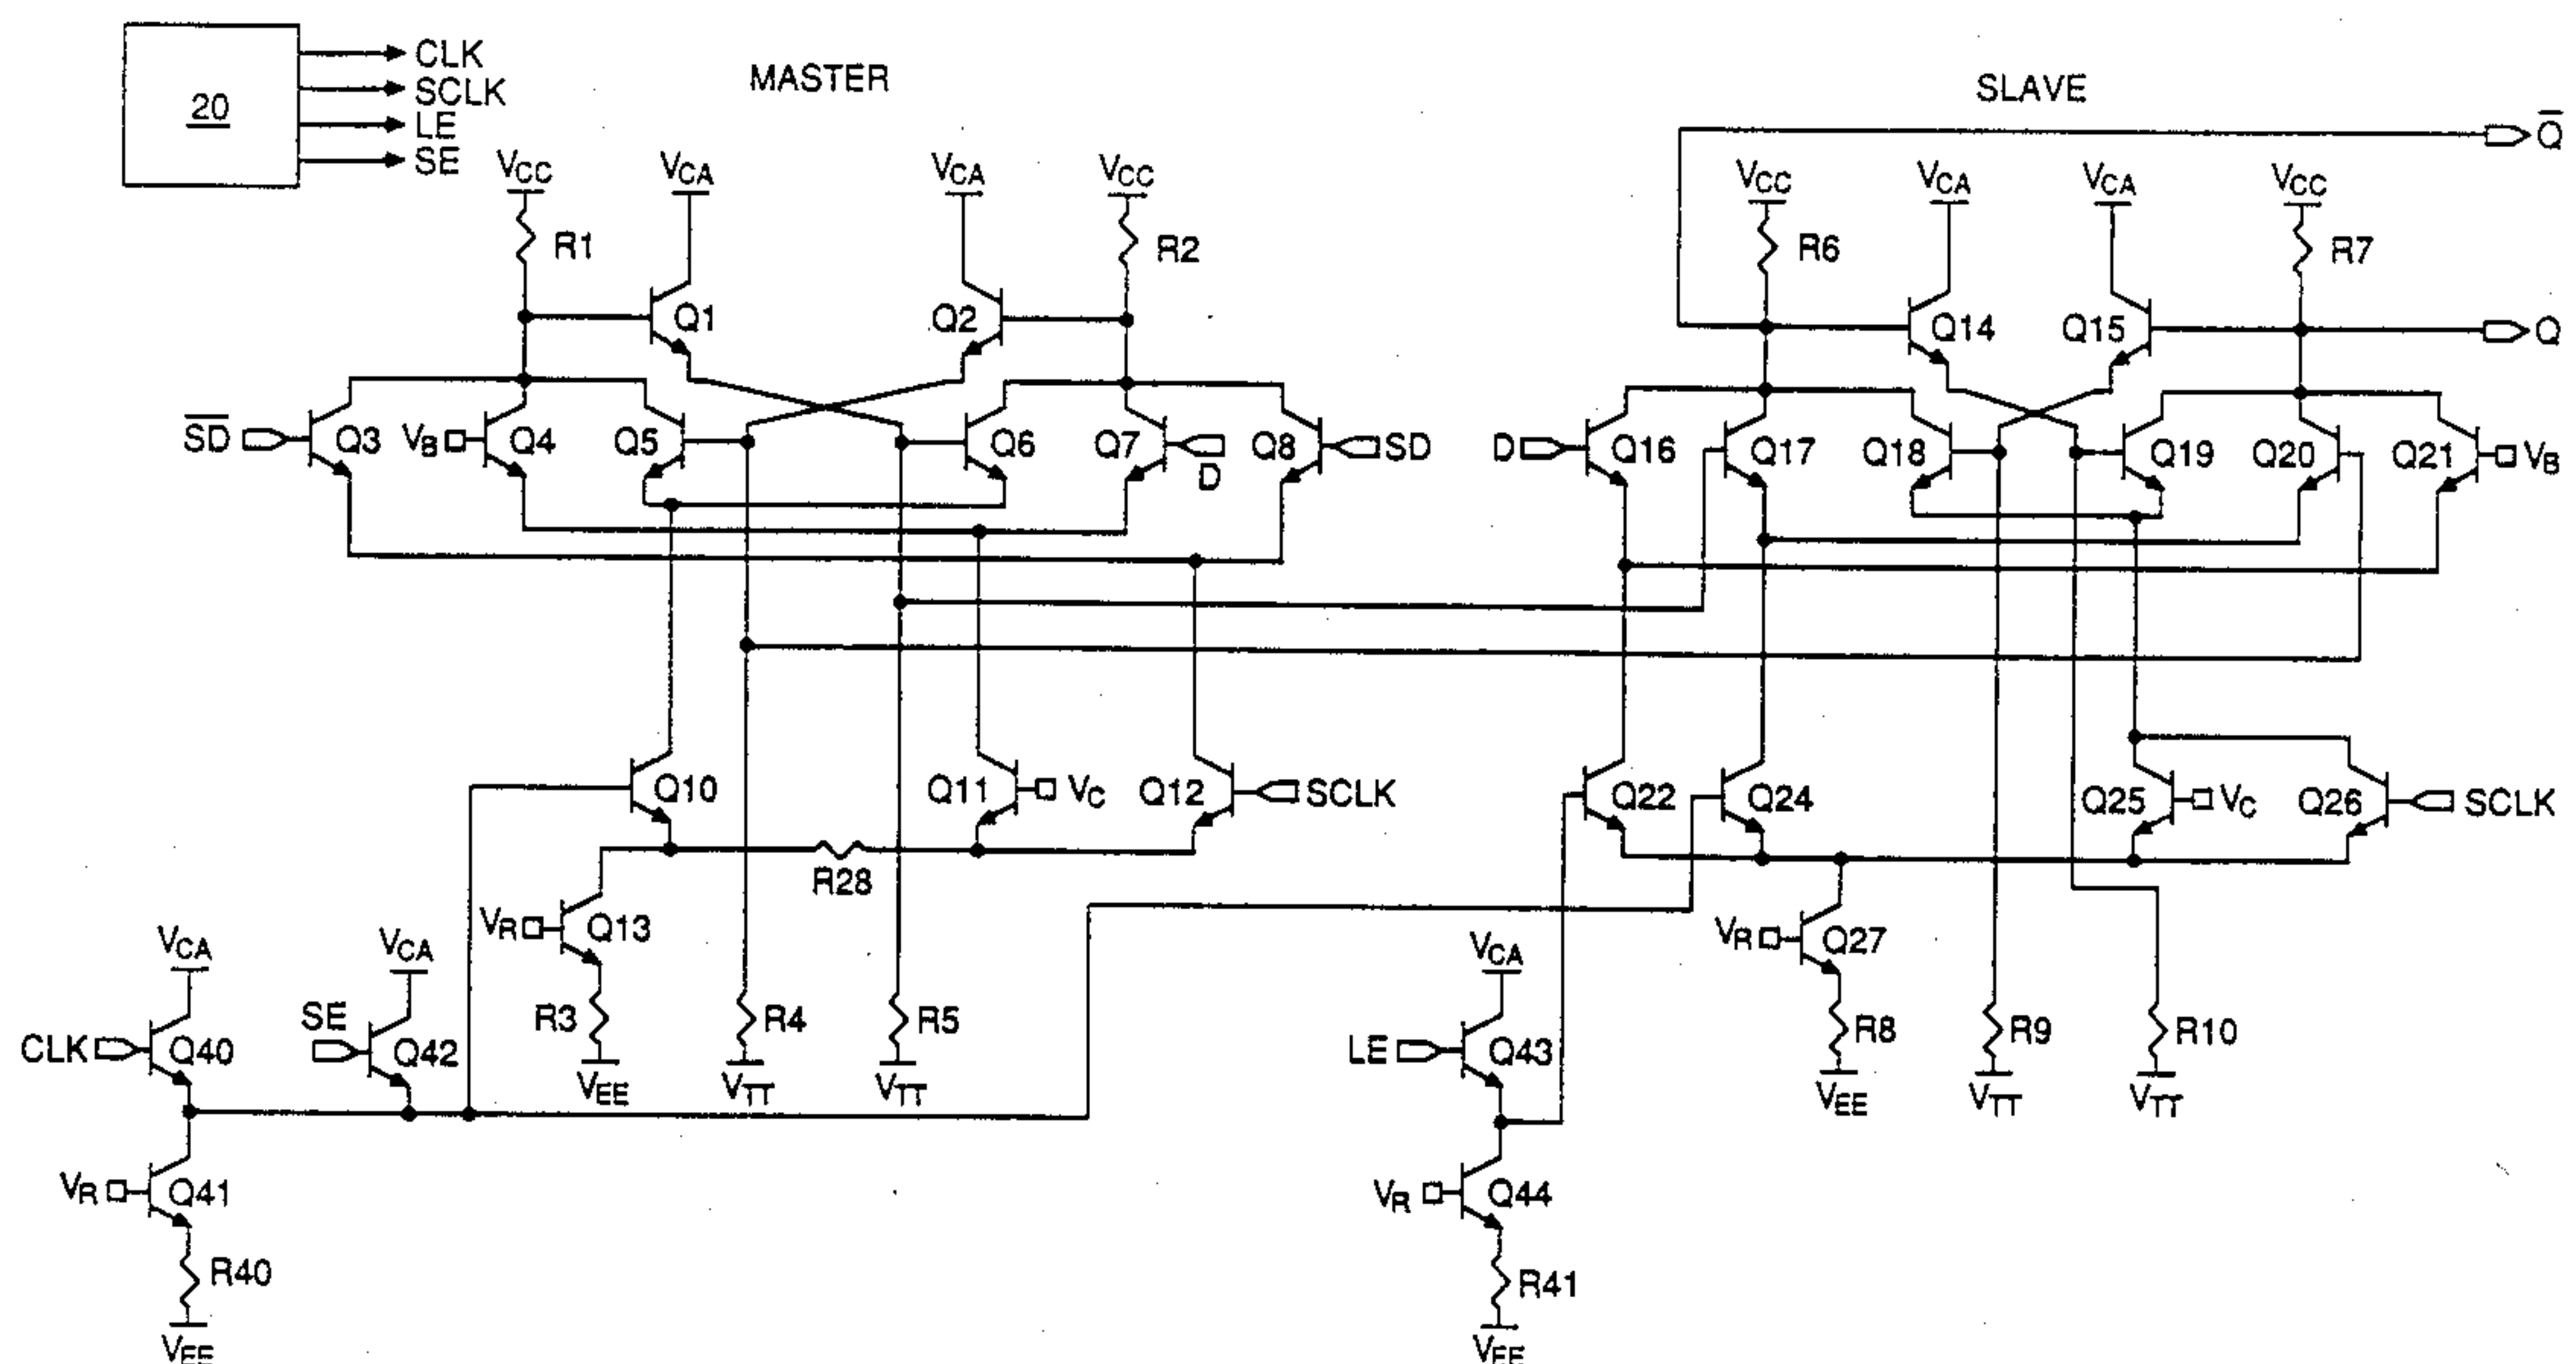 20
CLK
SCLK
LE
SE
MASTER
SLAVE
Q̅
VCC
VCA
VCA
VCC
VCC
VCA
VCA
VCC
R1
R2
R6
R7
Q1
Q2
Q14
Q15
Q
S̅D̅
Q3
VB
Q4
Q5
Q6
Q7
D
Q8
SD
D
Q16
Q17
Q18
Q19
Q20
Q21
VB
Q10
Q11
VC
Q12
SCLK
Q22
Q24
Q25
VC
Q26
SCLK
R28
VR
Q13
VR
Q27
VCA
VCA
VCA
CLK
Q40
SE
Q42
R3
R4
R5
LE
Q43
R8
R9
R10
VEE
VTT
VTT
VEE
VTT
VTT
VR
Q41
VR
Q44
R40
R41
VEE
VEE